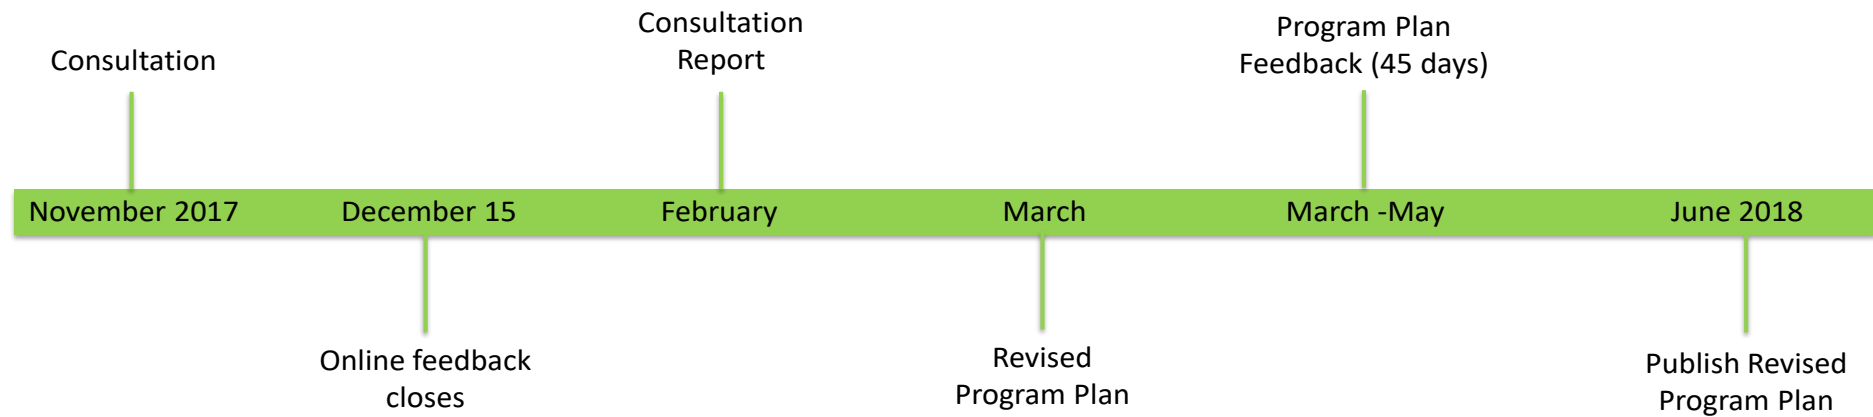 Consultation
Consultation
Report
Program Plan
Feedback (45 days)
November 2017
December 15
February
March
March -May
June 2018
Online feedback
closes
Revised
Program Plan
Publish Revised
Program Plan